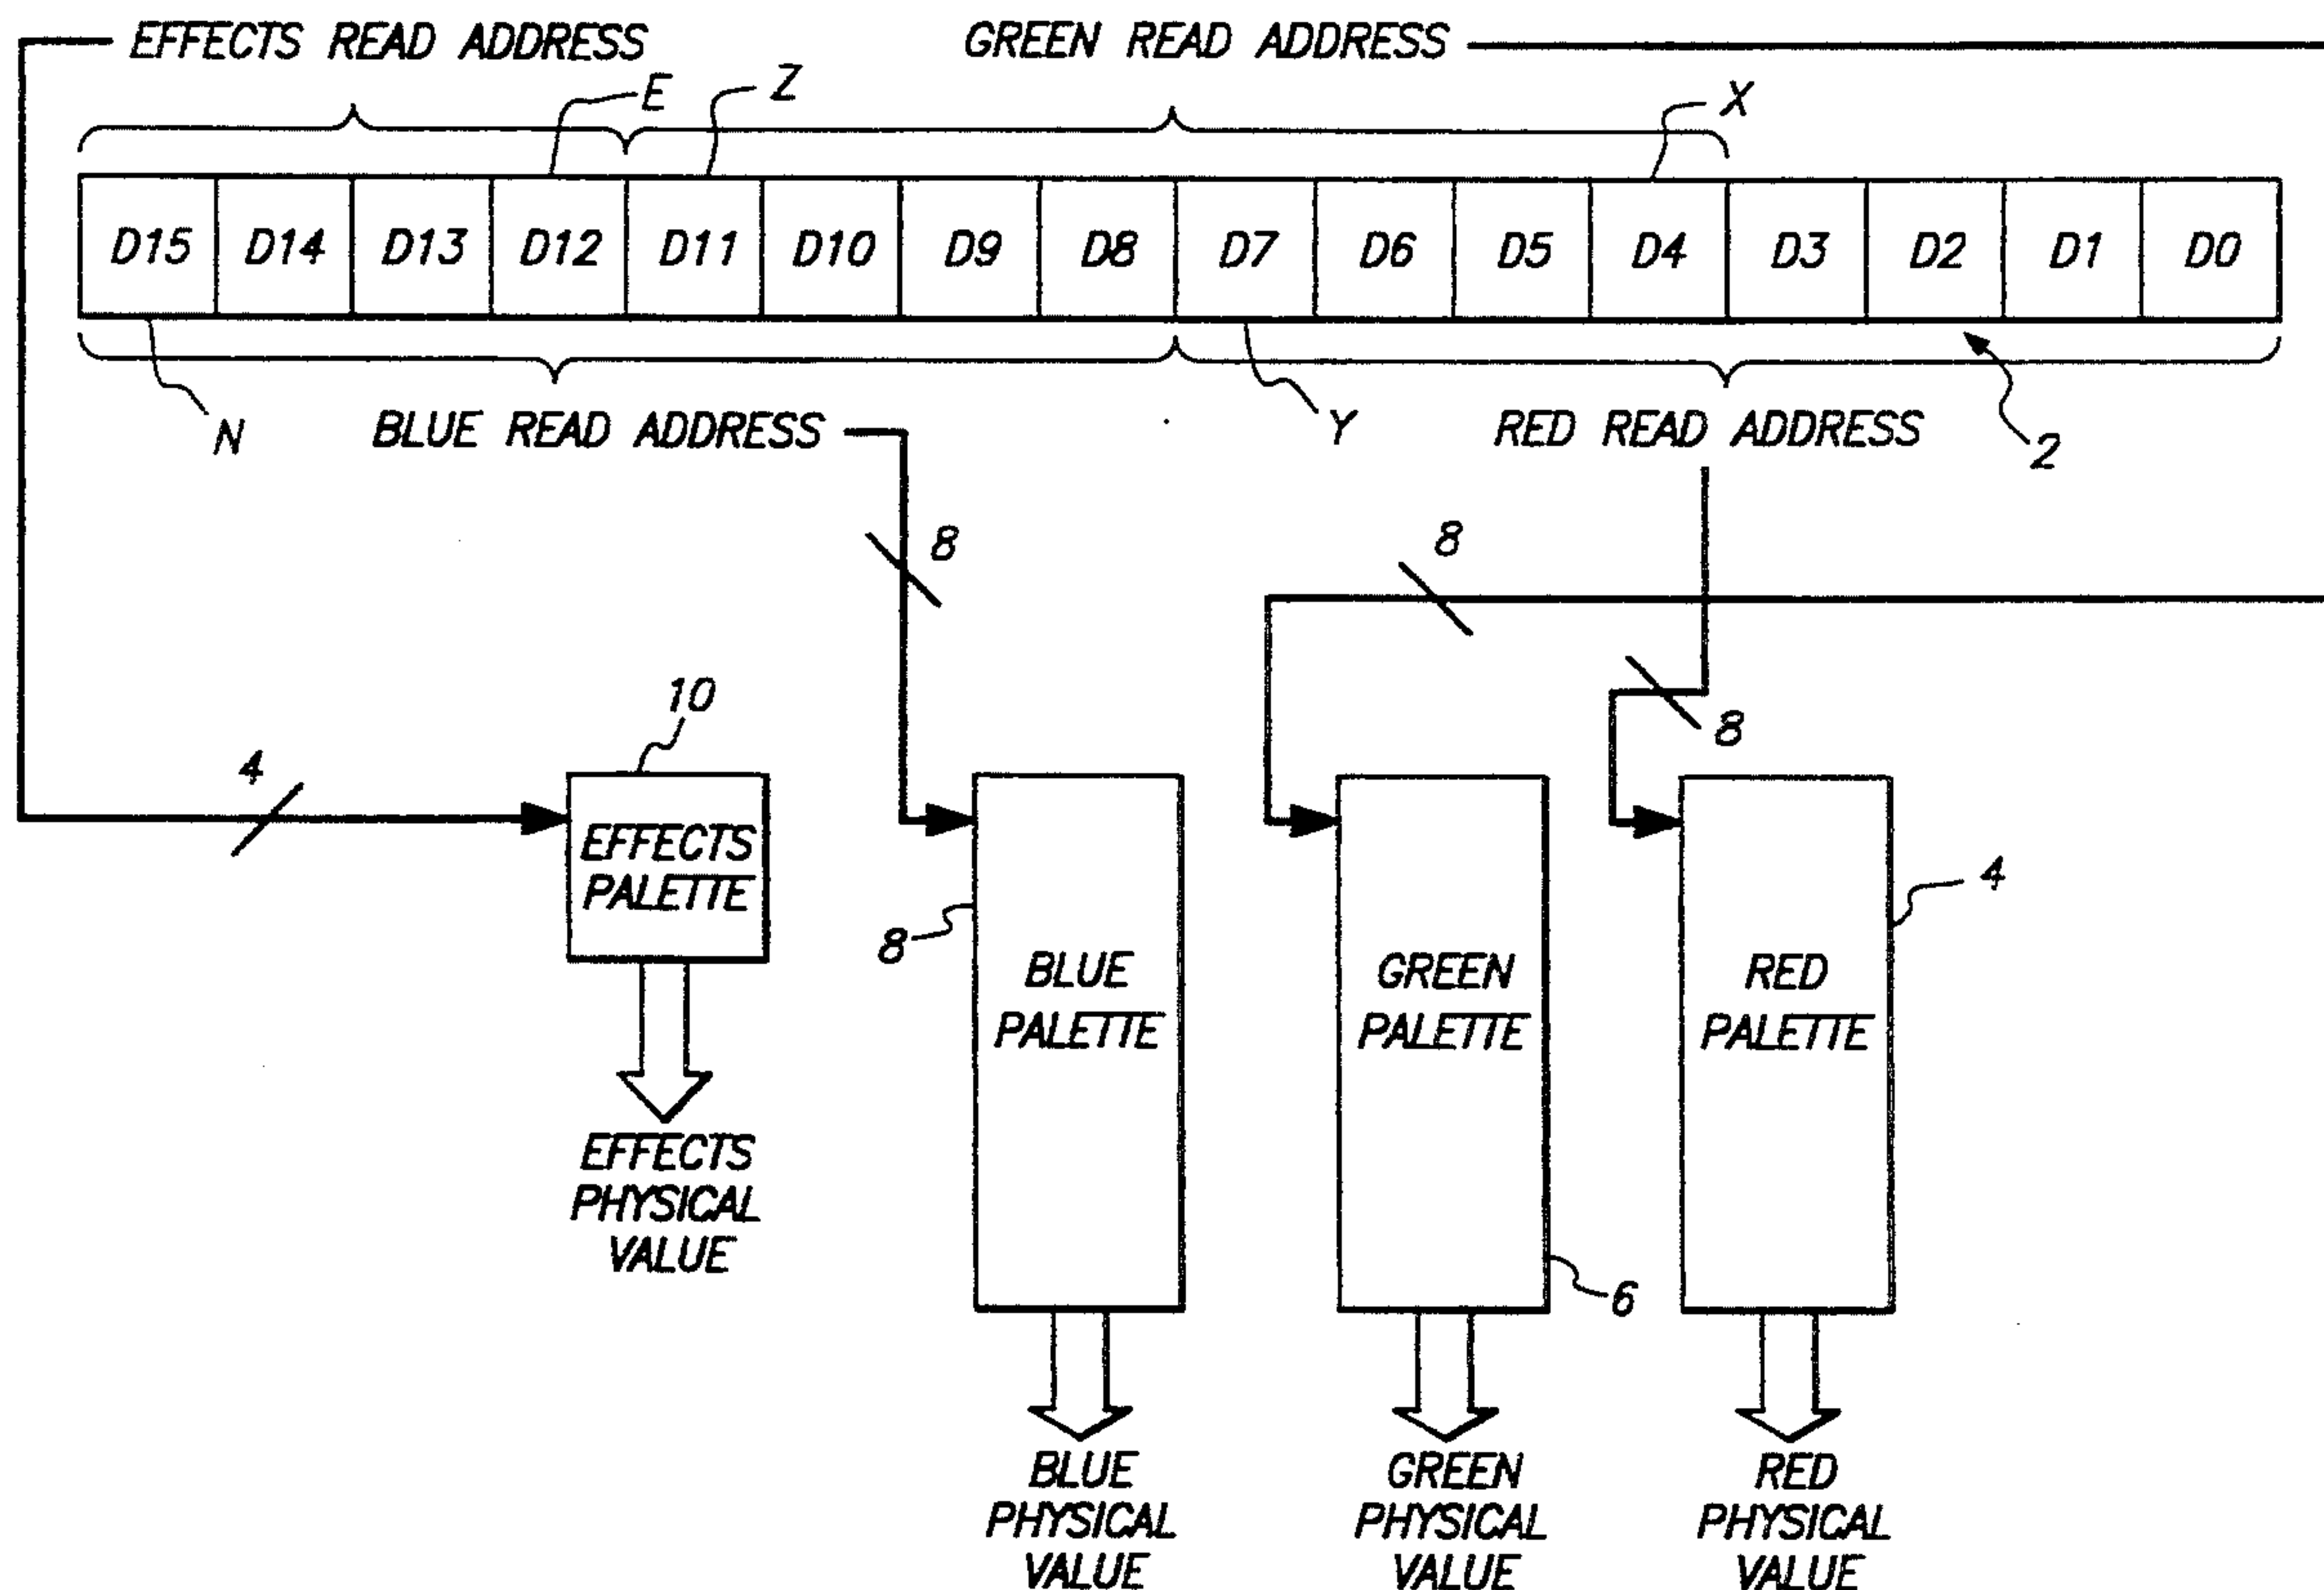 EFFECTS READ ADDRESS GREEN READ ADDRESS
E Z X
D15 D14 D13 D12 D11 D10 D9 D8 D7 D6 D5 D4 D3 D2 D1 D0
N BLUE READ ADDRESS Y RED READ ADDRESS 2
8 8
10 8
4
EFFECTS
PALETTE
4
8
BLUE
PALETTE
GREEN
PALETTE
RED
PALETTE
EFFECTS
PHYSICAL
VALUE
6
BLUE
PHYSICAL
VALUE
GREEN
PHYSICAL
VALUE
RED
PHYSICAL
VALUE